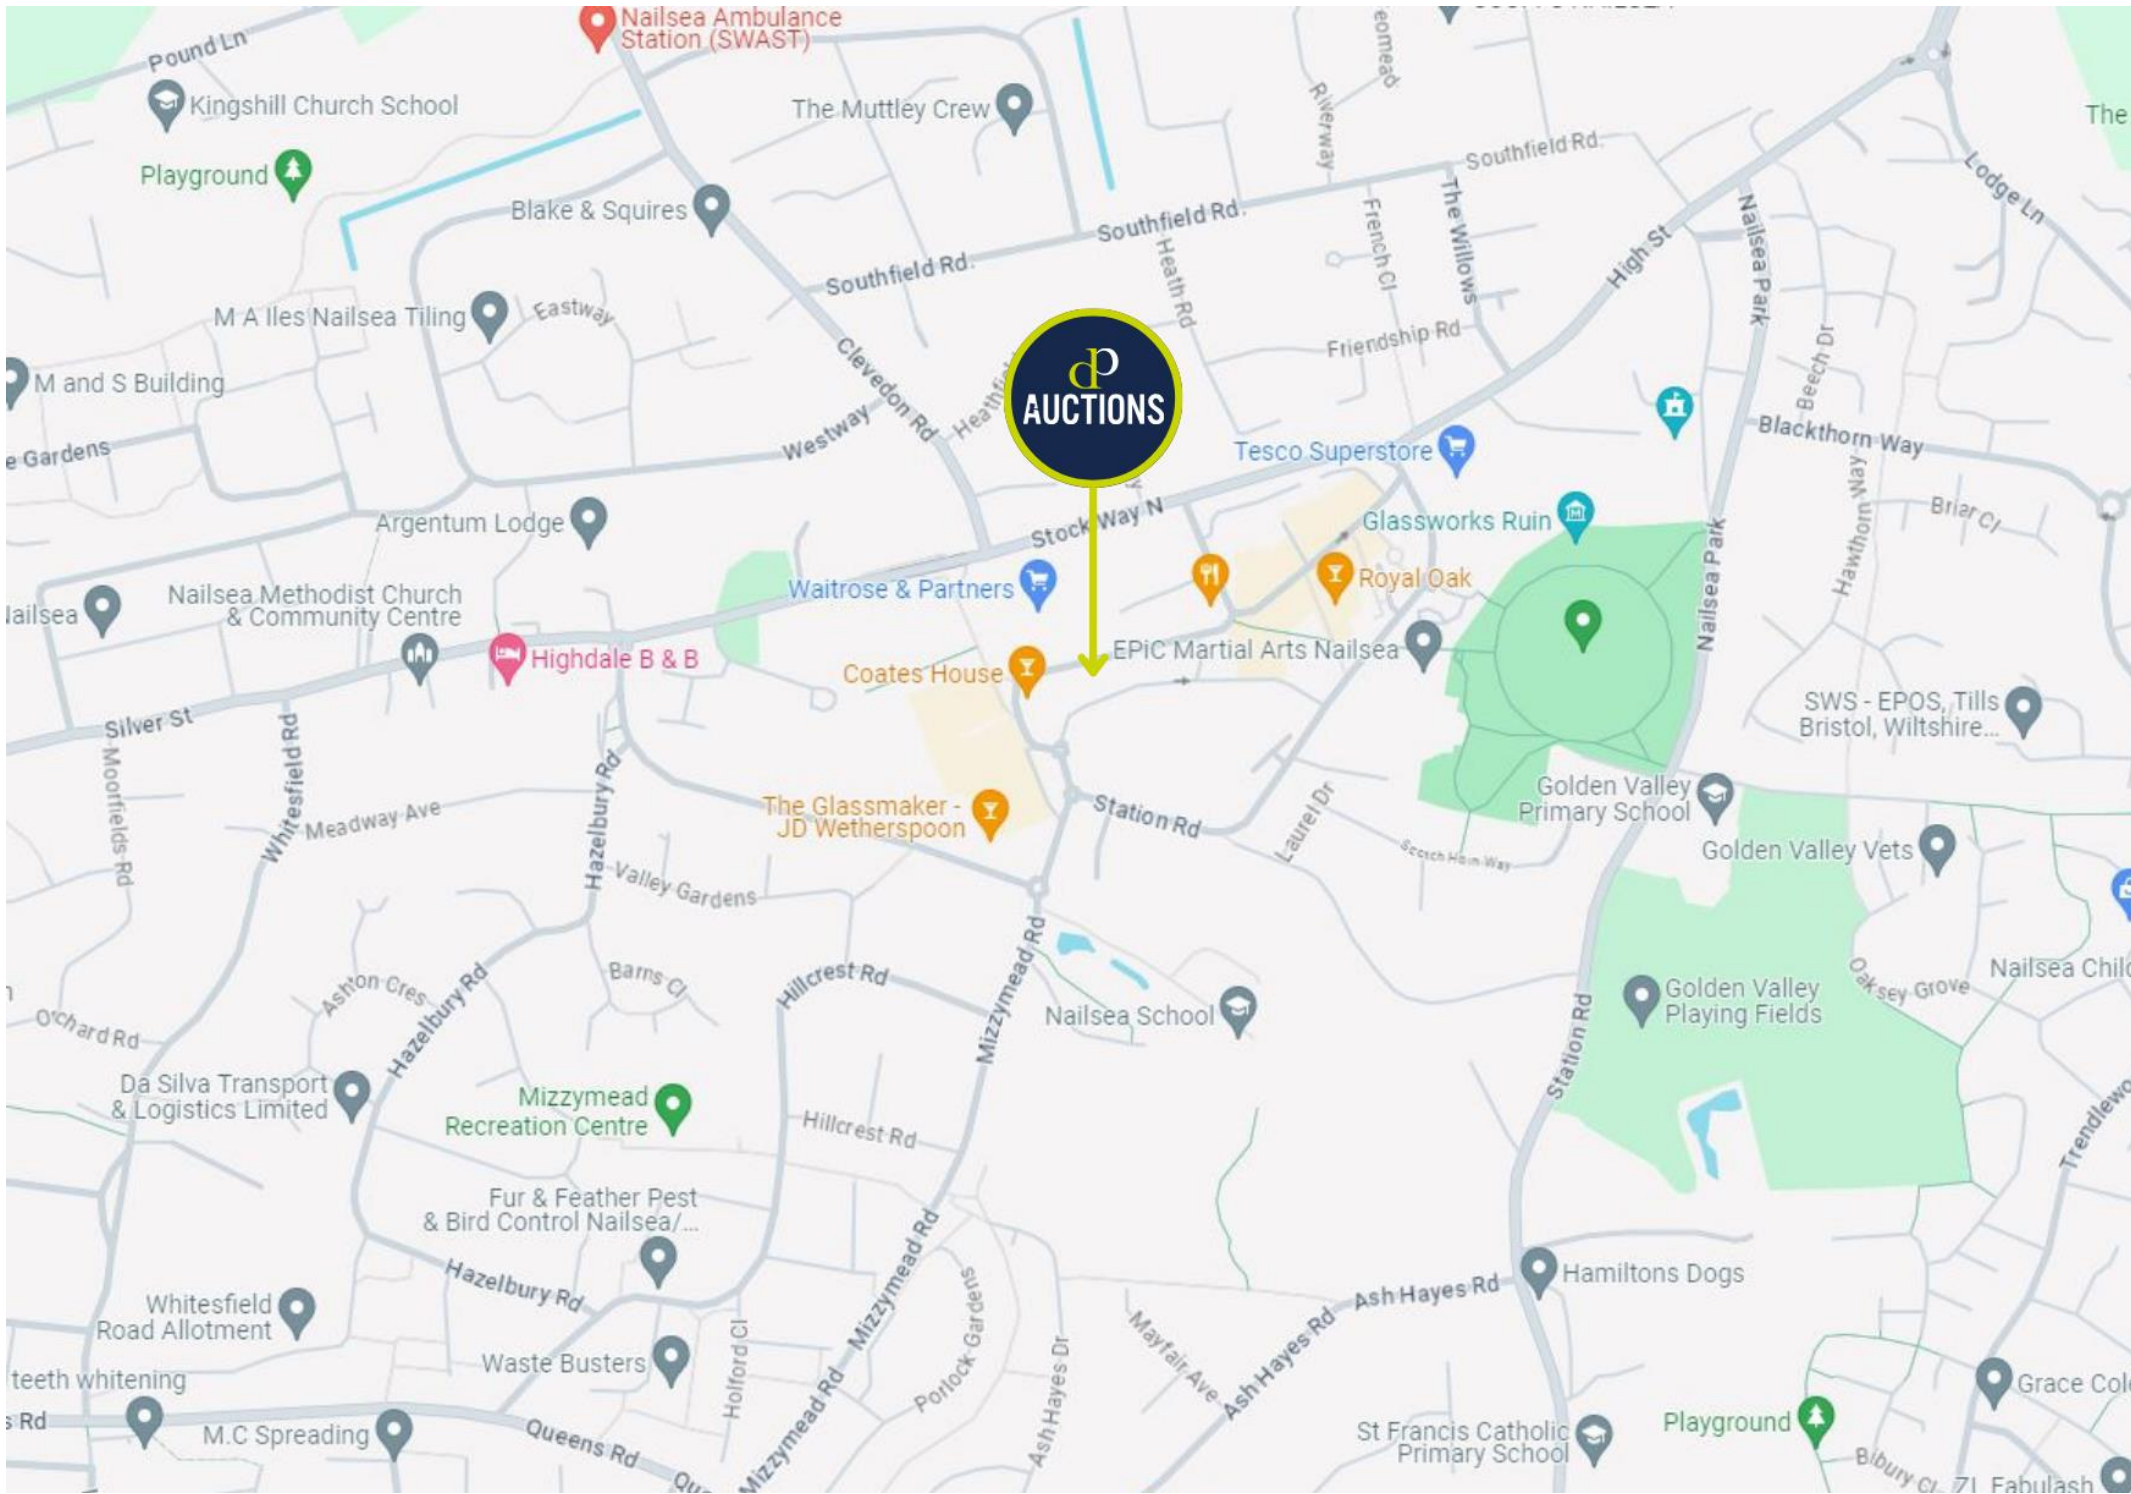 Nailsea Ambulance
Station (SWAST)
Pound Ln
Kingshill Church School
The Muttley Crew
Riverway
The
Playground
Blake & Squires
Southfield Rd.
Southfield Rd.
Southfield Rd.
Lodge Ln
The Willows
French Cl
Heath Rd
High St
Nailsea Park
M A Iles Nailsea Tiling
Eastway
Friendship Rd
Beech Dr
M and S Building
Clevedon Rd
dp
AUCTIONS
Westway
Blackthorn Way
e Gardens
Tesco Superstore
Hawthorn Way
Briar Cl
Argentum Lodge
Stock Way N
Glassworks Ruin
Nailsea Park
Waitrose & Partners
Royal Oak
Nailsea Methodist Church
& Community Centre
Highdale B & B
Coates House
EPiC Martial Arts Nailsea
Silver St
SWS - EPOS, Tills
Bristol, Wiltshire...
Moorfields Rd
Whitesfield Rd
Hazelbury Rd
Meadway Ave
The Glassmaker -
JD Wetherspoon
Station Rd
Laurel Dr
Scotch Horn Way
Golden Valley
Primary School
Golden Valley Vets
Valley Gardens
Barns Cl
Hillcrest Rd
Mizzymead Rd
Nailsea School
Golden Valley
Playing Fields
Oaksey Grove
Nailsea Chil
Orchard Rd
Ashton Cres
Hazelbury Rd
Station Rd
Da Silva Transport
& Logistics Limited
Mizzymead
Recreation Centre
Hillcrest Rd
Trendlewo
Fur & Feather Pest
& Bird Control Nailsea/...
Hazelbury Rd
Mizzymead Rd
Porlock Gardens
Ash Hayes Rd
Ash Hayes Rd
Hamiltons Dogs
Whitesfield
Road Allotment
Waste Busters
Holford Cl
Mizzymead Rd
Ash Hayes Dr
Mayfair Ave
teeth whitening
s Rd
M.C Spreading
Queens Rd
Que
St Francis Catholic
Primary School
Playground
Grace Col
Bibury Cl
ZL Fabulash